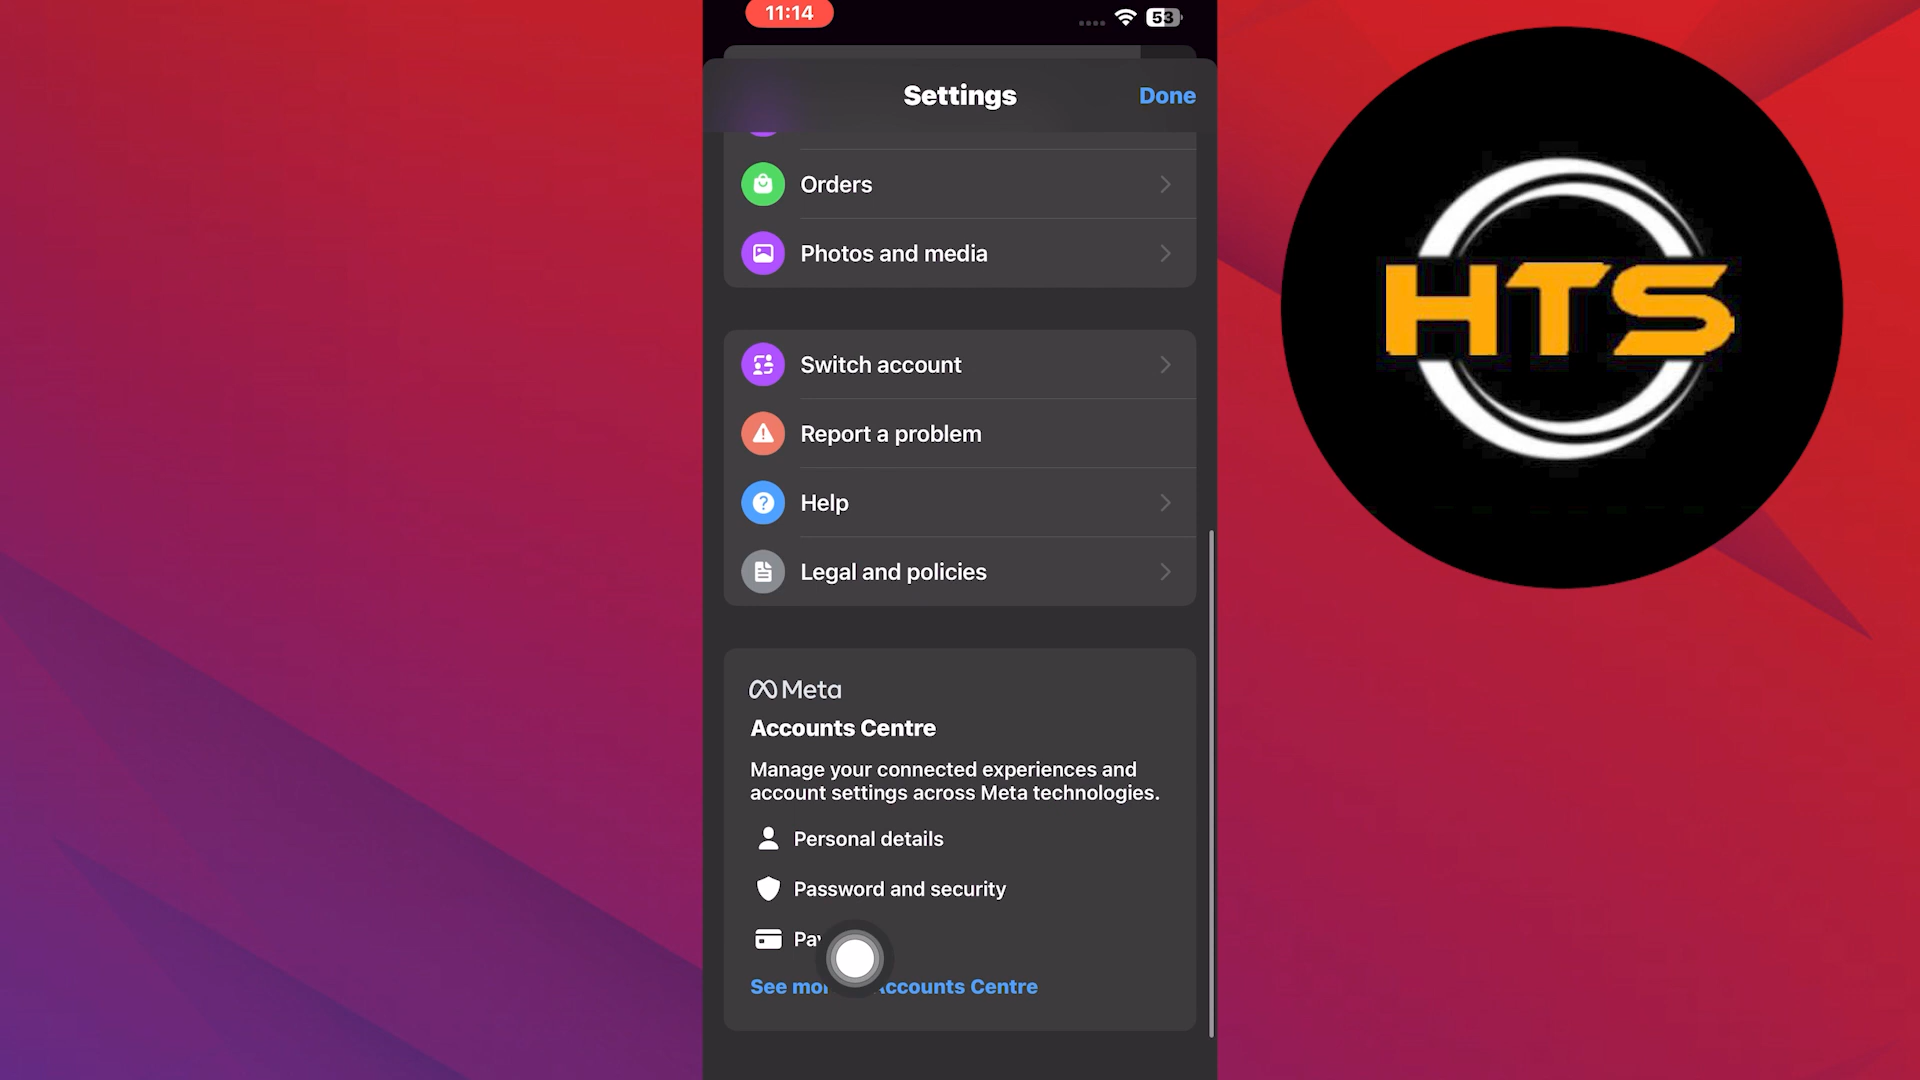 11:14
53
Settings
Done
Orders
Photos and media
Switch account
Report a problem
Help
Legal and policies
Meta
Accounts Centre
Manage your connected experiences and
account settings across Meta technologies.
Personal details
Password and security
See Accounts Centre
HTS